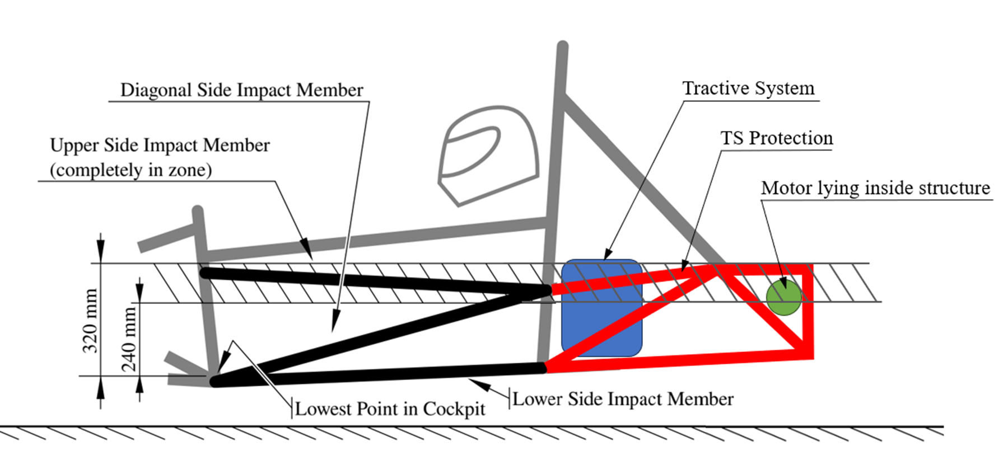 Diagonal Side Impact Member
Tractive System
Upper Side Impact Member
(completely in zone)
TS Protection
Motor lying inside structure
320 mm
240 mm
Lowest Point in Cockpit
Lower Side Impact Member